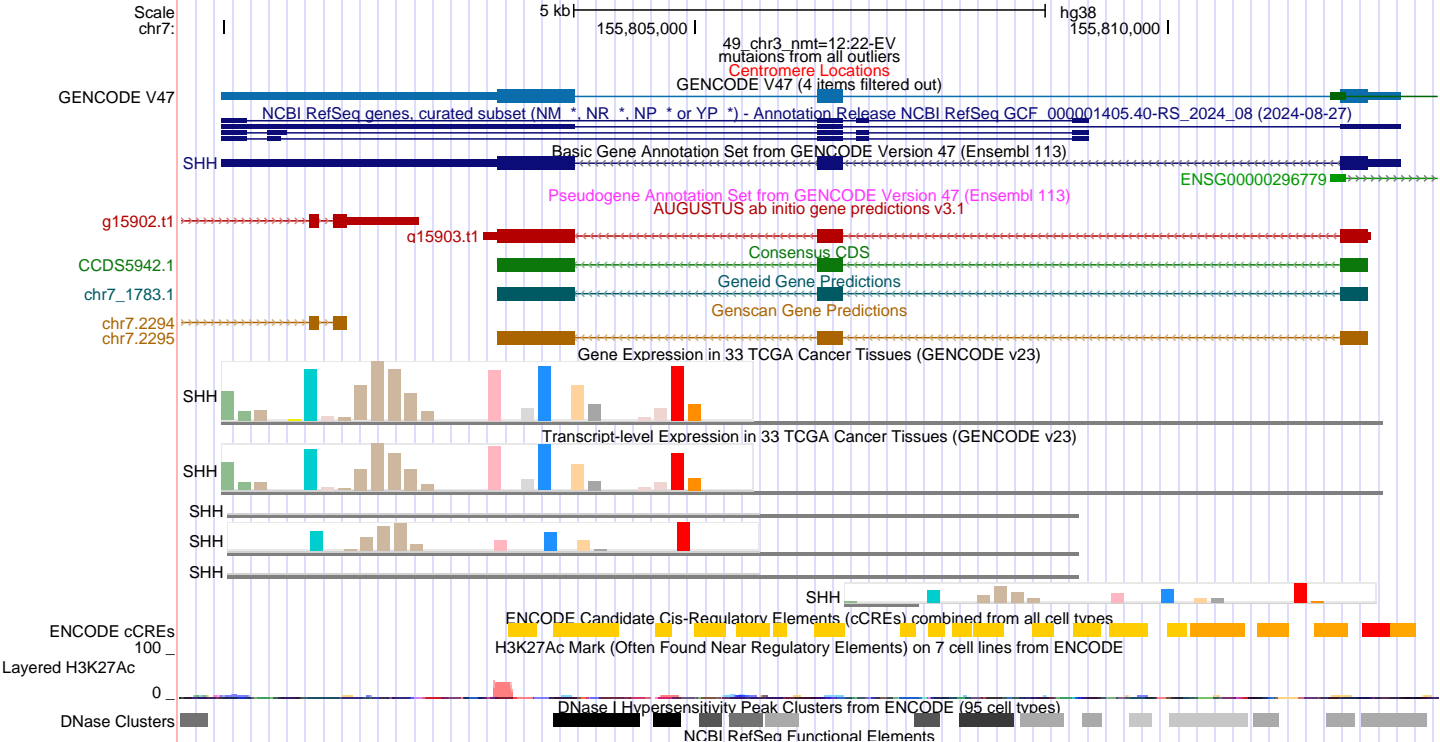 Scale 5 kb hg38
chr7: 155,805,000 155,810,000
49_chr3_nmt=12:22-EV
mutaions from all outliers
Centromere Locations
GENCODE V47 (4 items filtered out)
GENCODE V47
NCBI RefSeq genes, curated subset (NM_*, NR_*, NP_* or YP_*) - Annotation Release NCBI RefSeq GCF_000001405.40-RS_2024_08 (2024-08-27)
Basic Gene Annotation Set from GENCODE Version 47 (Ensembl 113)
SHH
ENSG00000296779
Pseudogene Annotation Set from GENCODE Version 47 (Ensembl 113)
AUGUSTUS ab initio gene predictions v3.1
g15902.t1
g15903.t1
Consensus CDS
CCDS5942.1
Geneid Gene Predictions
chr7_1783.1
Genscan Gene Predictions
chr7.2294
chr7.2295
Gene Expression in 33 TCGA Cancer Tissues (GENCODE v23)
SHH
Transcript-level Expression in 33 TCGA Cancer Tissues (GENCODE v23)
SHH
SHH
SHH
SHH
SHH
ENCODE Candidate Cis-Regulatory Elements (cCREs) combined from all cell types
ENCODE cCREs
H3K27Ac Mark (Often Found Near Regulatory Elements) on 7 cell lines from ENCODE
100 _
Layered H3K27Ac
0 _
DNase I Hypersensitivity Peak Clusters from ENCODE (95 cell types)
DNase Clusters
NCBI RefSeq Functional Elements